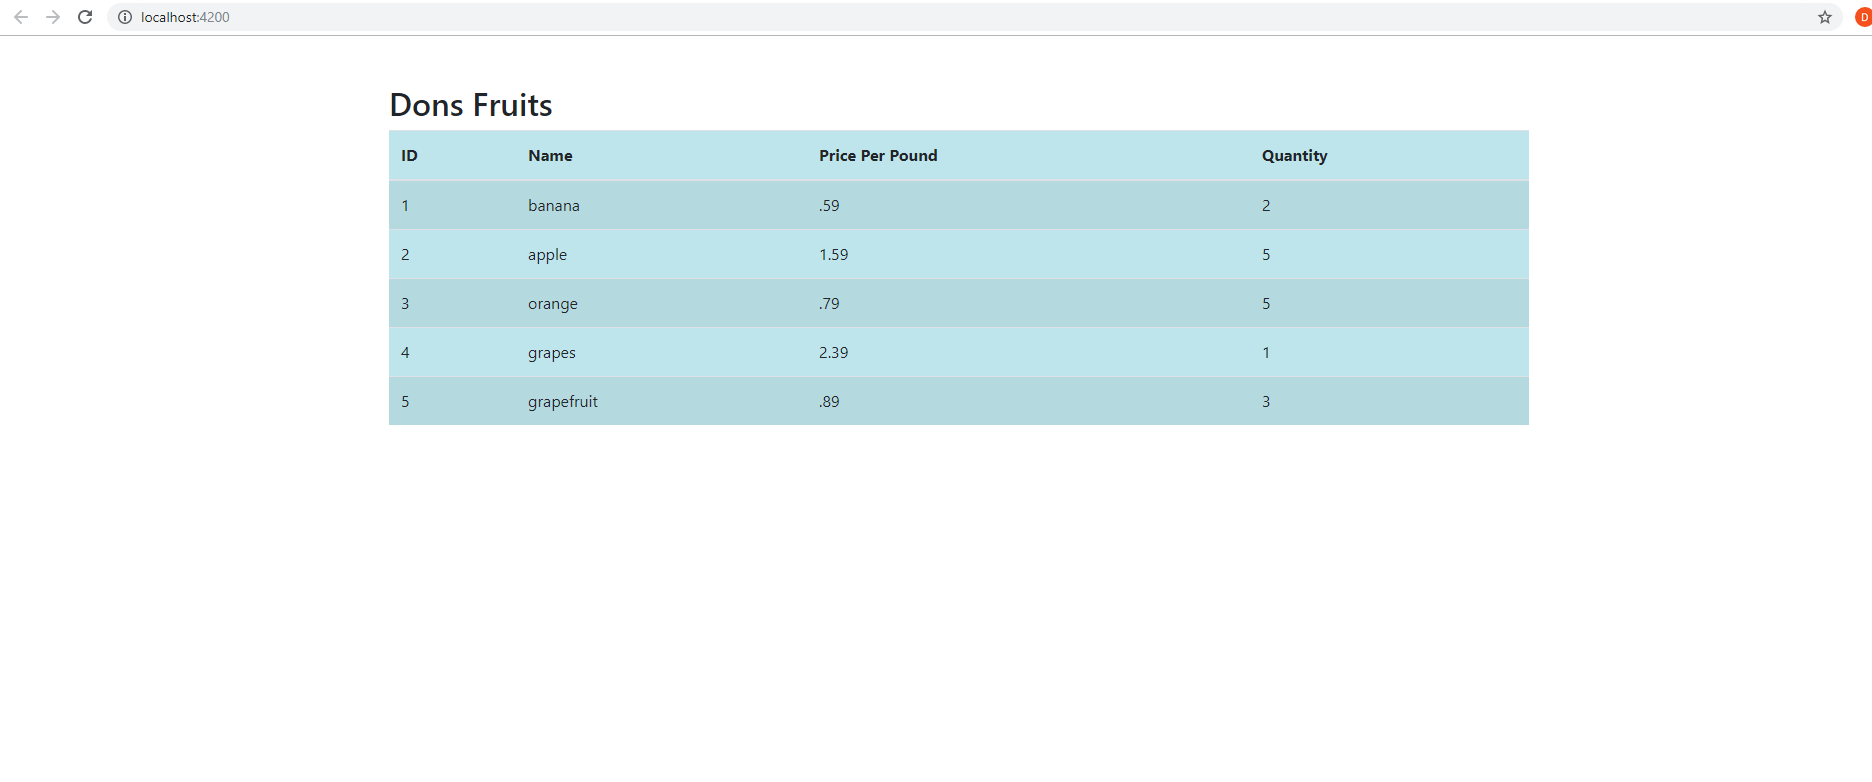 localhost:4200
D
Dons Fruits
ID Name Price Per Pound Quantity
1 banana .59 2
2 apple 1.59 5
3 orange .79 5
4 grapes 2.39 1
5 grapefruit .89 3